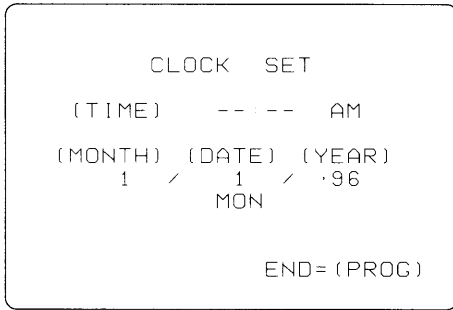 CLOCK SET
(TIME) --:-- AM
(MONTH) (DATE) (YEAR)
1 / 1 / '96
MON
END=(PROG)